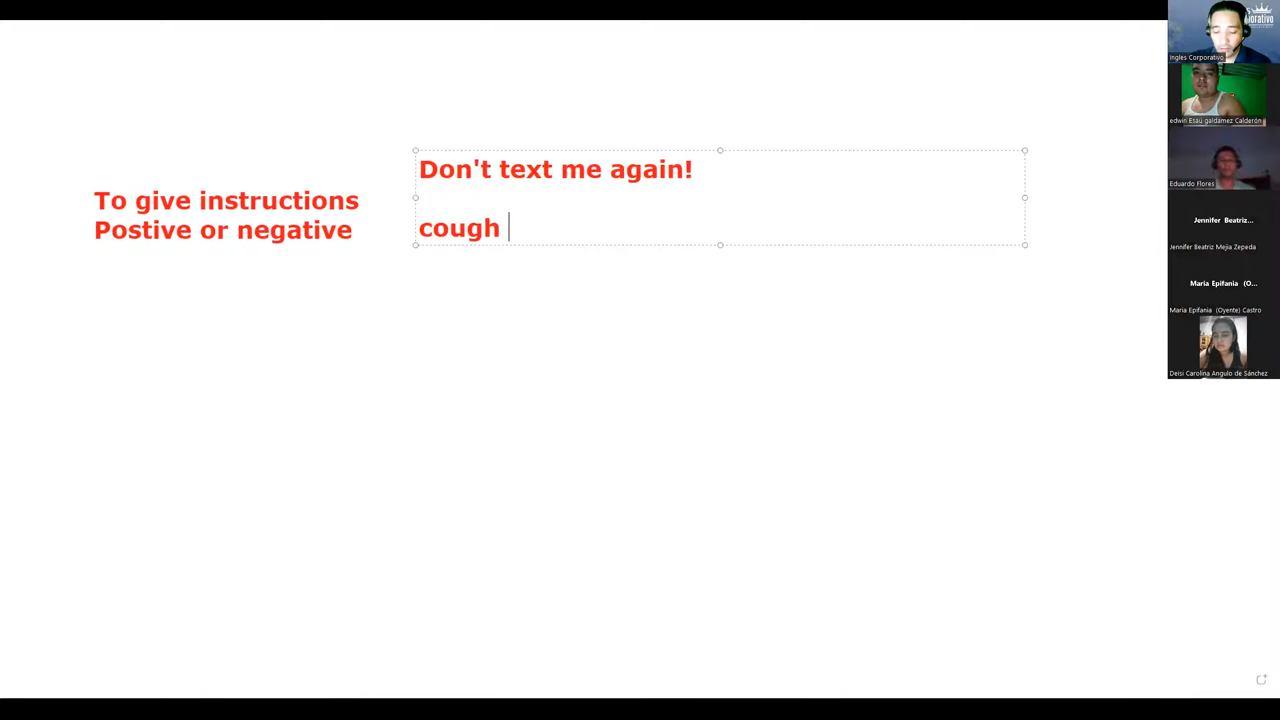 To give instructions
Postive or negative
Don't text me again!
cough
Ingles Corporativo
edwin Esaú galdamez Calderón
Eduardo Flores
Jennifer Beatriz...
Jennifer Beatriz Mejia Zepeda
Maria Epifania (O...
Maria Epifania (Oyente) Castro
Deisi Carolina Angulo de Sánchez